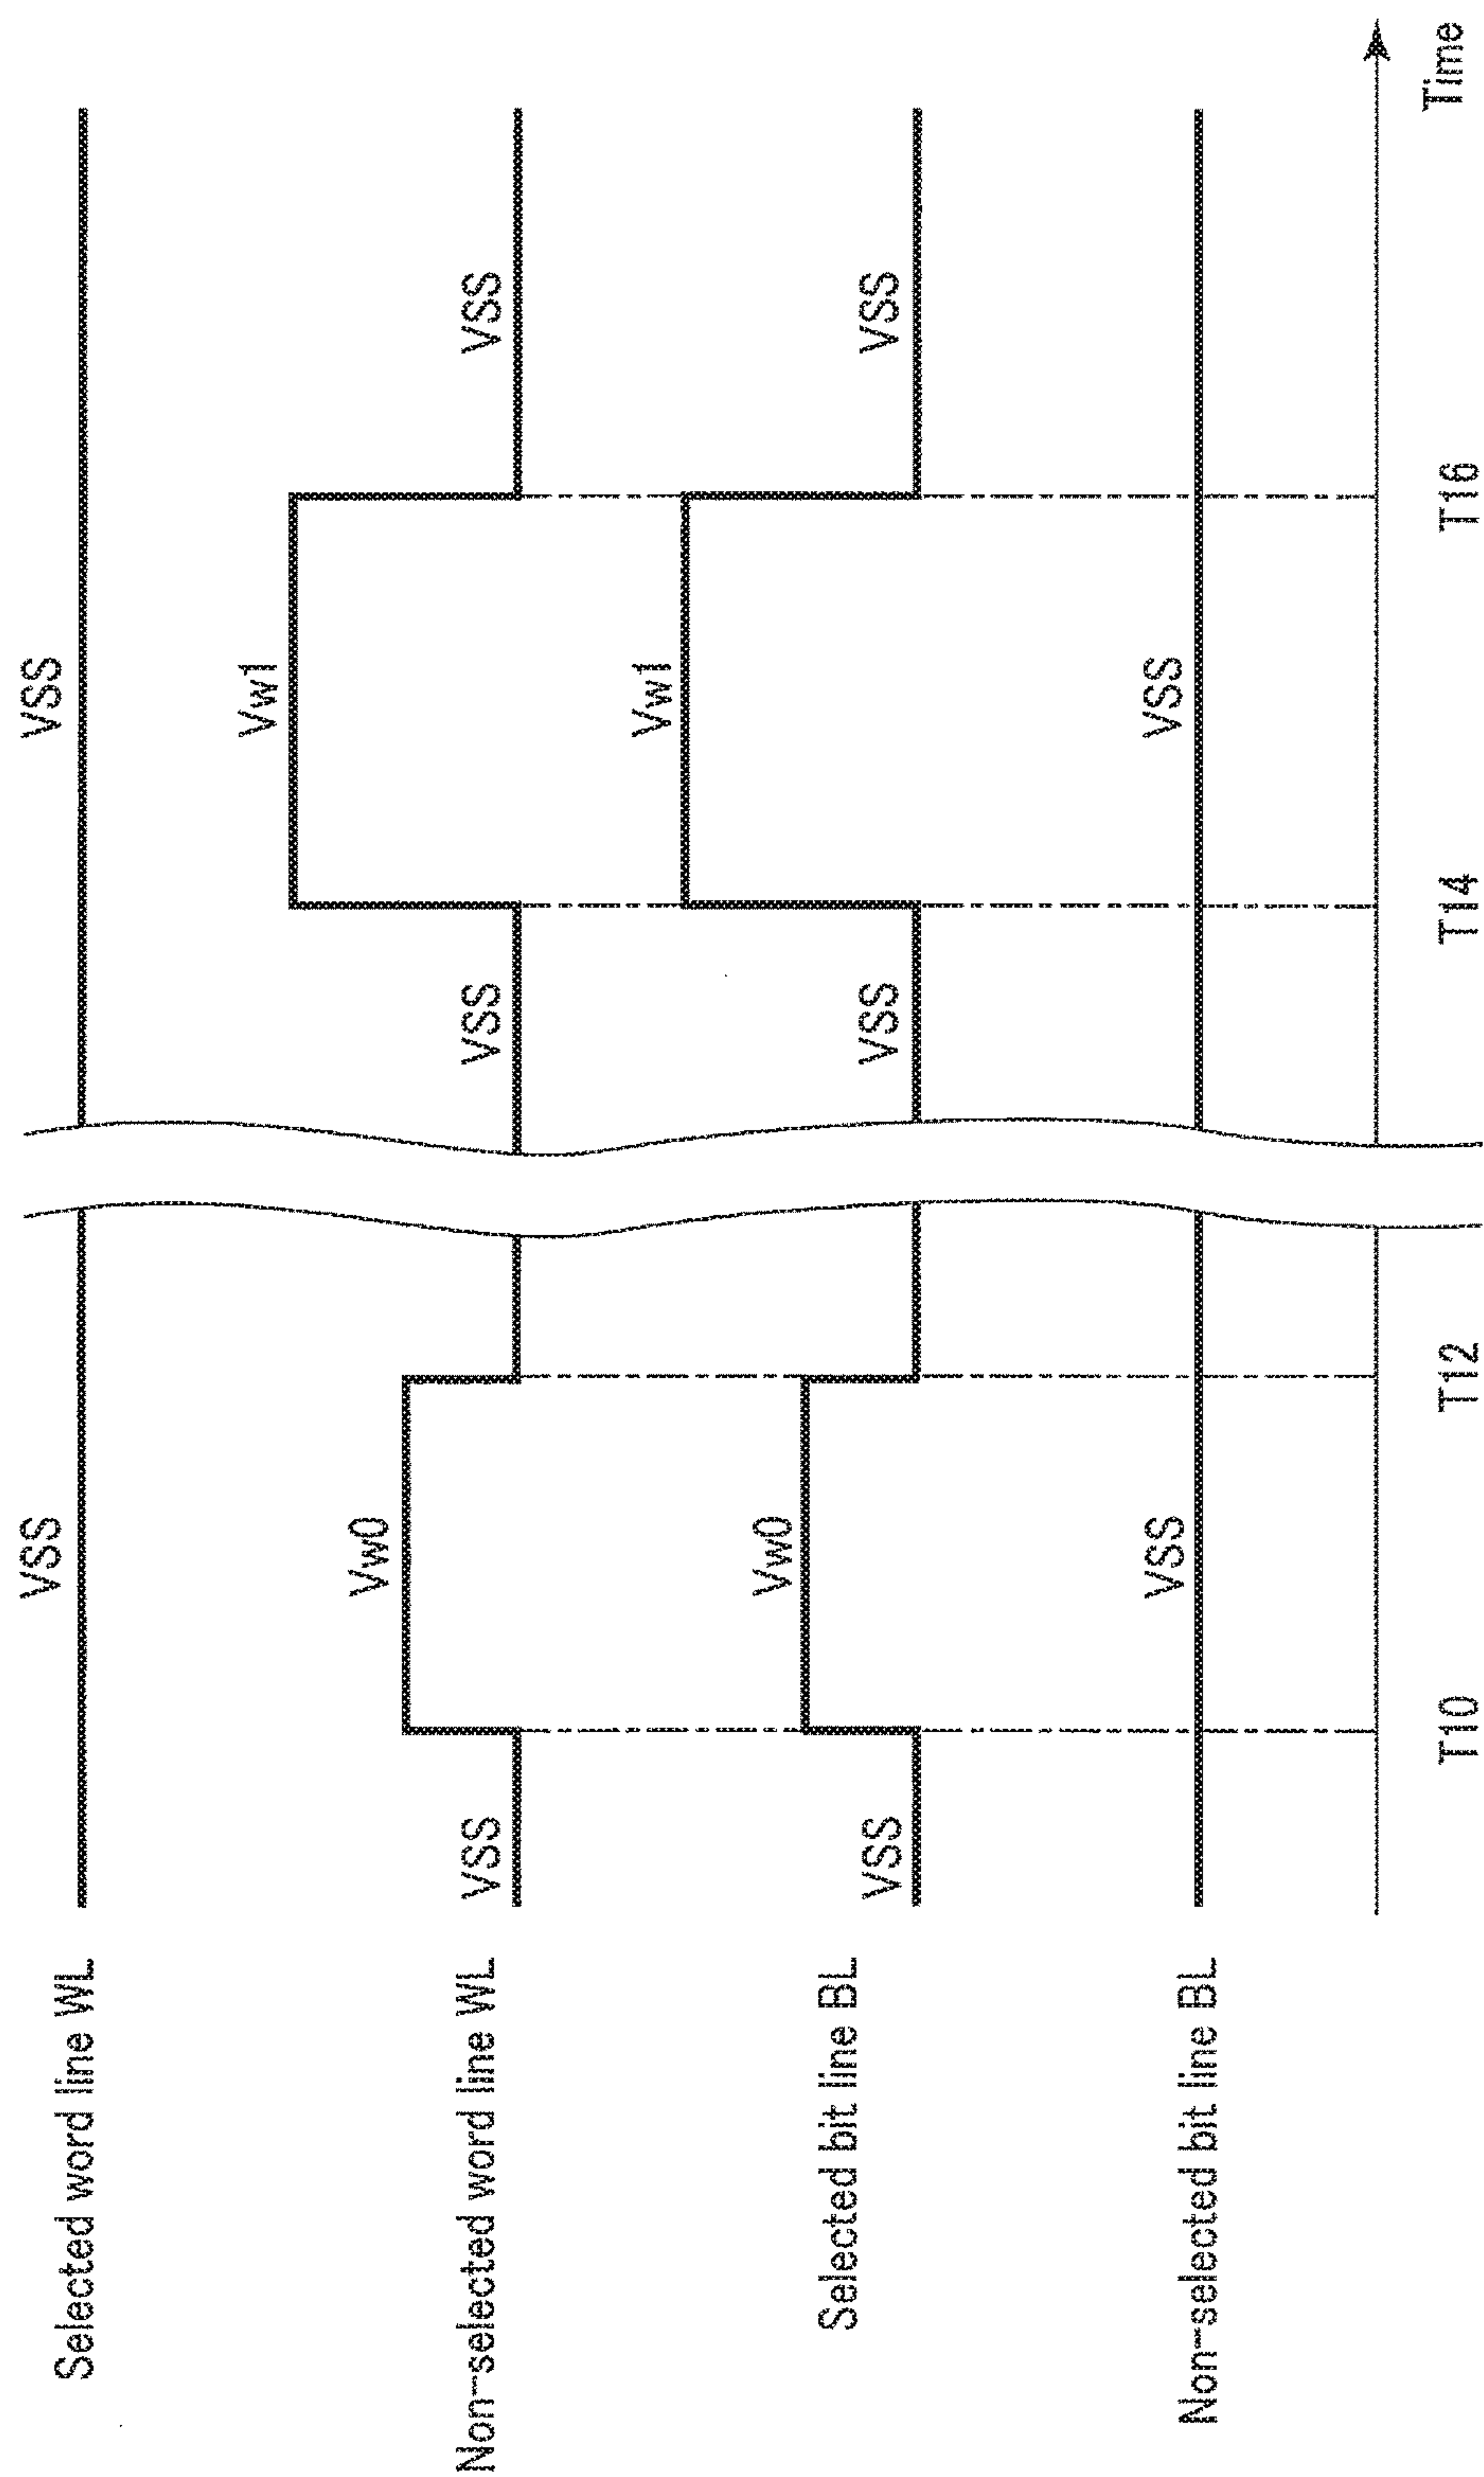 Selected word line WL
VSS
VSS
Non-selected word line WL
VSS
Vw0
VSS
Vw1
VSS
Selected bit line BL
VSS
Vw0
VSS
Vw1
VSS
Non-selected bit line BL
VSS
VSS
T10
T12
T14
T16
Time